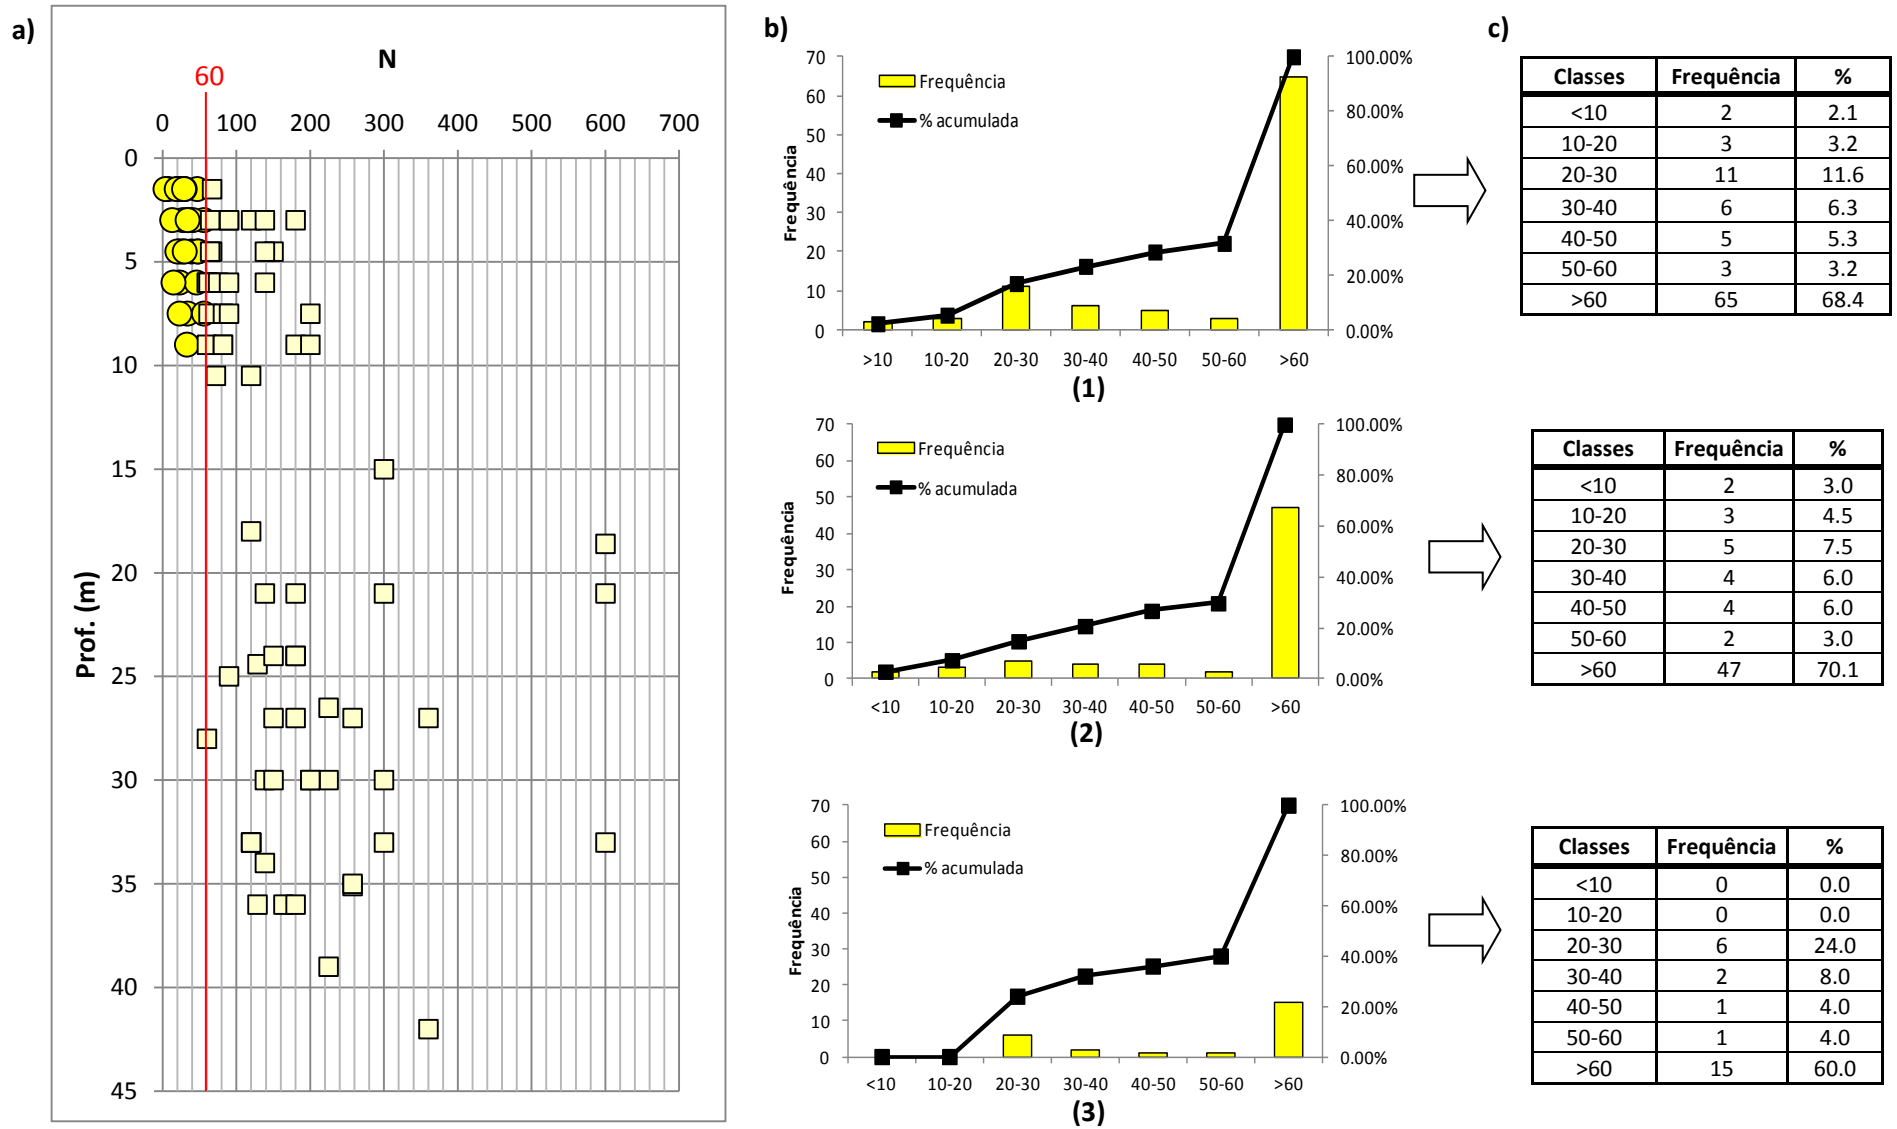 a)
N
60
0 100 200 300 400 500 600 700
0
5
10
15
20
25
30
35
40
45
Prof. (m)
b)
70
60
50
40
30
20
10
0
Frequência
Frequência
% acumulada
100.00%
80.00%
60.00%
40.00%
20.00%
0.00%
>10 10-20 20-30 30-40 40-50 50-60 >60
(1)
70
60
50
40
30
20
10
0
Frequência
Frequência
% acumulada
100.00%
80.00%
60.00%
40.00%
20.00%
0.00%
<10 10-20 20-30 30-40 40-50 50-60 >60
(2)
70
60
50
40
30
20
10
0
Frequência
Frequência
% acumulada
100.00%
80.00%
60.00%
40.00%
20.00%
0.00%
<10 10-20 20-30 30-40 40-50 50-60 >60
(3)
c)
Classes Frequência %
<10 2 2.1
10-20 3 3.2
20-30 11 11.6
30-40 6 6.3
40-50 5 5.3
50-60 3 3.2
>60 65 68.4
Classes Frequência %
<10 2 3.0
10-20 3 4.5
20-30 5 7.5
30-40 4 6.0
40-50 4 6.0
50-60 2 3.0
>60 47 70.1
Classes Frequência %
<10 0 0.0
10-20 0 0.0
20-30 6 24.0
30-40 2 8.0
40-50 1 4.0
50-60 1 4.0
>60 15 60.0